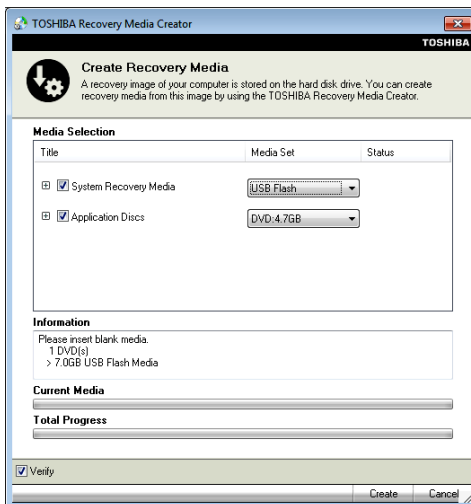 TOSHIBA Recovery Media Creator
TOSHIBA
Create Recovery Media
A recovery image of your computer is stored on the hard disk drive. You can create
recovery media from this image by using the TOSHIBA Recovery Media Creator.
Media Selection
Title Media Set Status
System Recovery Media USB Flash
Application Discs DVD:4.7GB
Information
Please insert blank media.
1 DVD(s)
> 7.0GB USB Flash Media
Current Media
Total Progress
Verify
Create Cancel